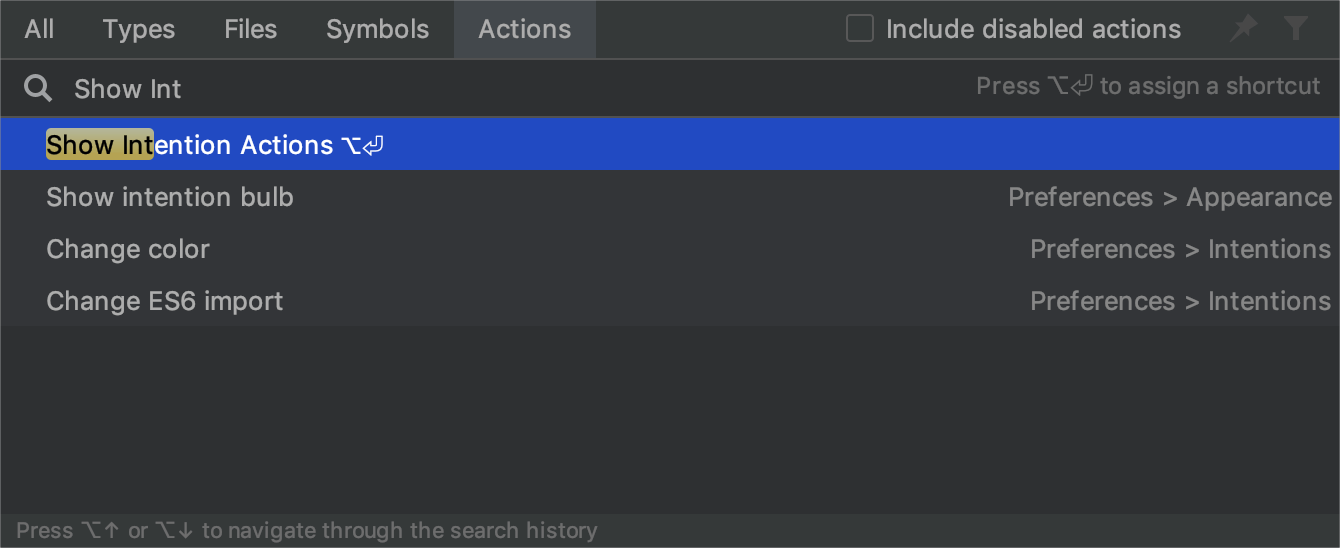 All Types Files Symbols Actions Include disabled actions
Show Int Press ⌥⏎ to assign a shortcut
Show Intention Actions ⌥⏎
Show intention bulb Preferences > Appearance
Change color Preferences > Intentions
Change ES6 import Preferences > Intentions
Press ⌥↑ or ⌥↓ to navigate through the search history